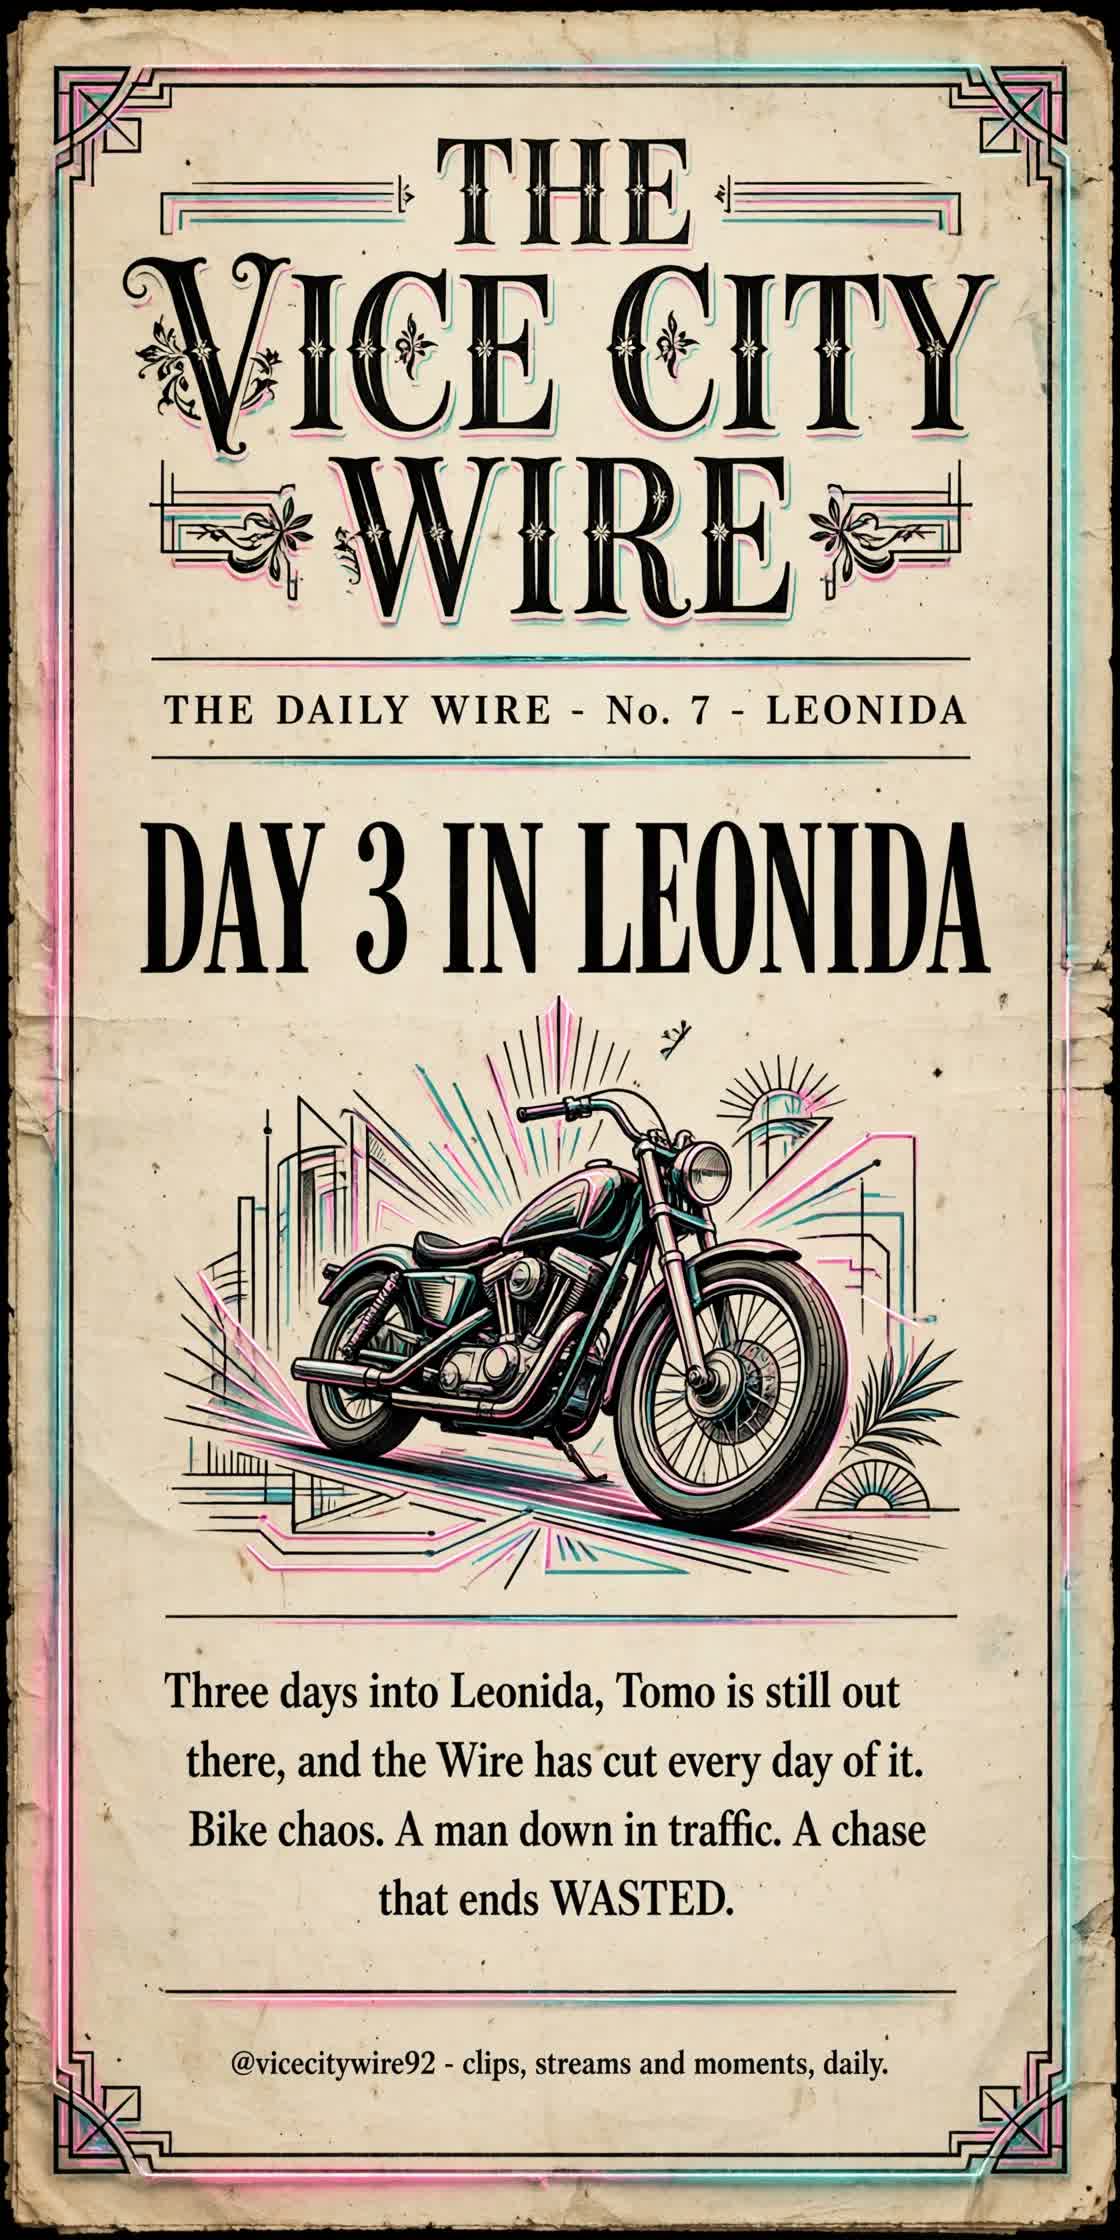 THE
VICE CITY
WIRE
THE DAILY WIRE - No. 7 - LEONIDA
DAY 3 IN LEONIDA
Three days into Leonida, Tomo is still out
there, and the Wire has cut every day of it.
Bike chaos. A man down in traffic. A chase
that ends WASTED.
@vicecitywire92 - clips, streams and moments, daily.